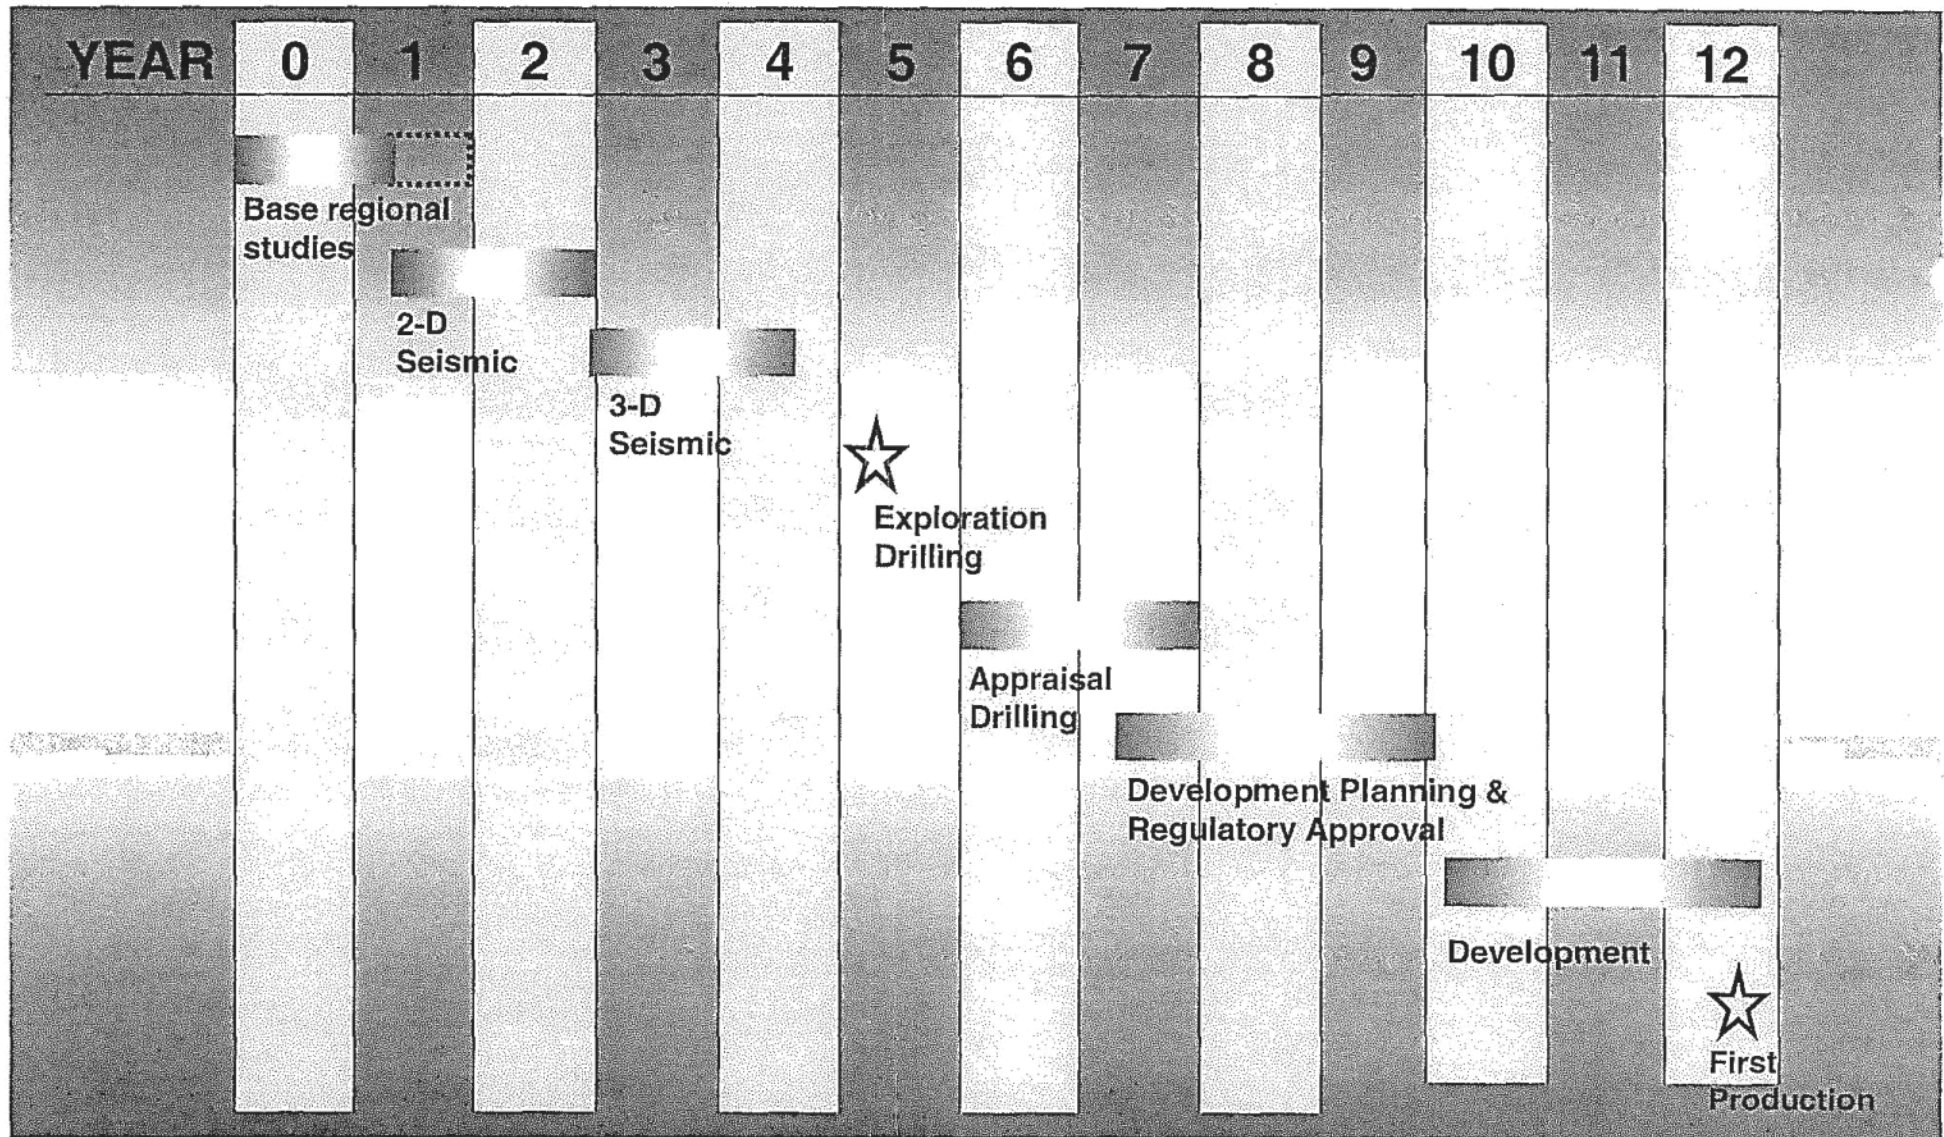 YEAR 0 1 2 3 4 5 6 7 8 9 10 11 12
Base regional
studies
2-D
Seismic
3-D
Seismic
Exploration
Drilling
Appraisal
Drilling
Development Planning &
Regulatory Approval
Development
First
Production